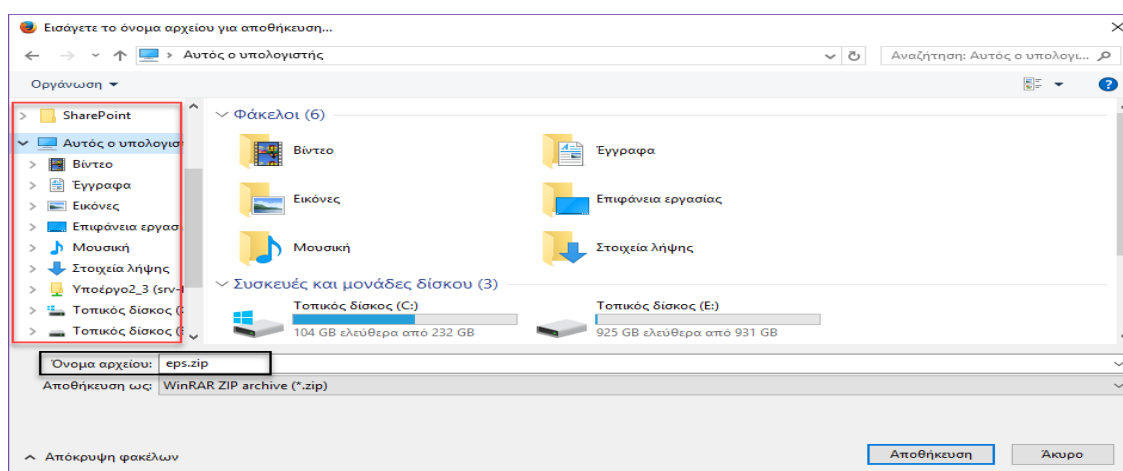 Εισάγετε το όνομα αρχείου για αποθήκευση...
Αυτός ο υπολογιστής
Αναζήτηση: Αυτός ο υπολογι...
Οργάνωση
SharePoint
Αυτός ο υπολογισ
Βίντεο
Έγγραφα
Εικόνες
Επιφάνεια εργασ
Μουσική
Στοιχεία λήψης
Υποέργο2_3 (srv-
Τοπικός δίσκος (
Τοπικός δίσκος (
Φάκελοι (6)
Βίντεο
Έγγραφα
Εικόνες
Επιφάνεια εργασίας
Μουσική
Στοιχεία λήψης
Συσκευές και μονάδες δίσκου (3)
Τοπικός δίσκος (C:)
104 GB ελεύθερα από 232 GB
Τοπικός δίσκος (E:)
925 GB ελεύθερα από 931 GB
Όνομα αρχείου: eps.zip
Αποθήκευση ως: WinRAR ZIP archive (*.zip)
Απόκρυψη φακέλων
Αποθήκευση
Άκυρο